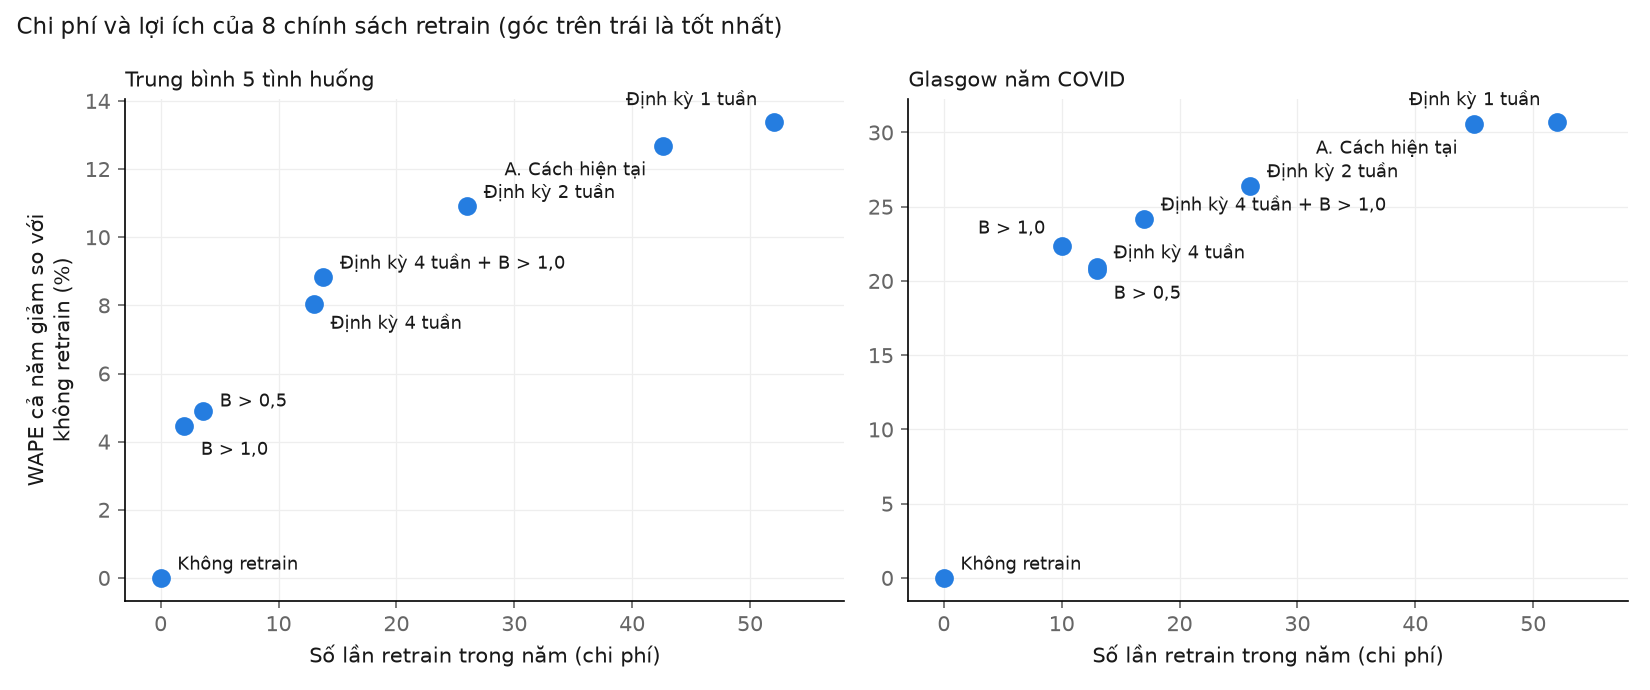 Chi phí và lợi ích của 8 chính sách retrain (góc trên trái là tốt nhất)
Trung bình 5 tình huống
WAPE cả năm giảm so với
không retrain (%)
14
12
10
8
6
4
2
0
Định kỳ 1 tuần
A. Cách hiện tại
Định kỳ 2 tuần
Định kỳ 4 tuần + B > 1,0
Định kỳ 4 tuần
B > 0,5
B > 1,0
Không retrain
0 10 20 30 40 50
Số lần retrain trong năm (chi phí)
Glasgow năm COVID
30
25
20
15
10
5
0
Định kỳ 1 tuần
A. Cách hiện tại
Định kỳ 2 tuần
Định kỳ 4 tuần + B > 1,0
B > 1,0
Định kỳ 4 tuần
B > 0,5
Không retrain
0 10 20 30 40 50
Số lần retrain trong năm (chi phí)